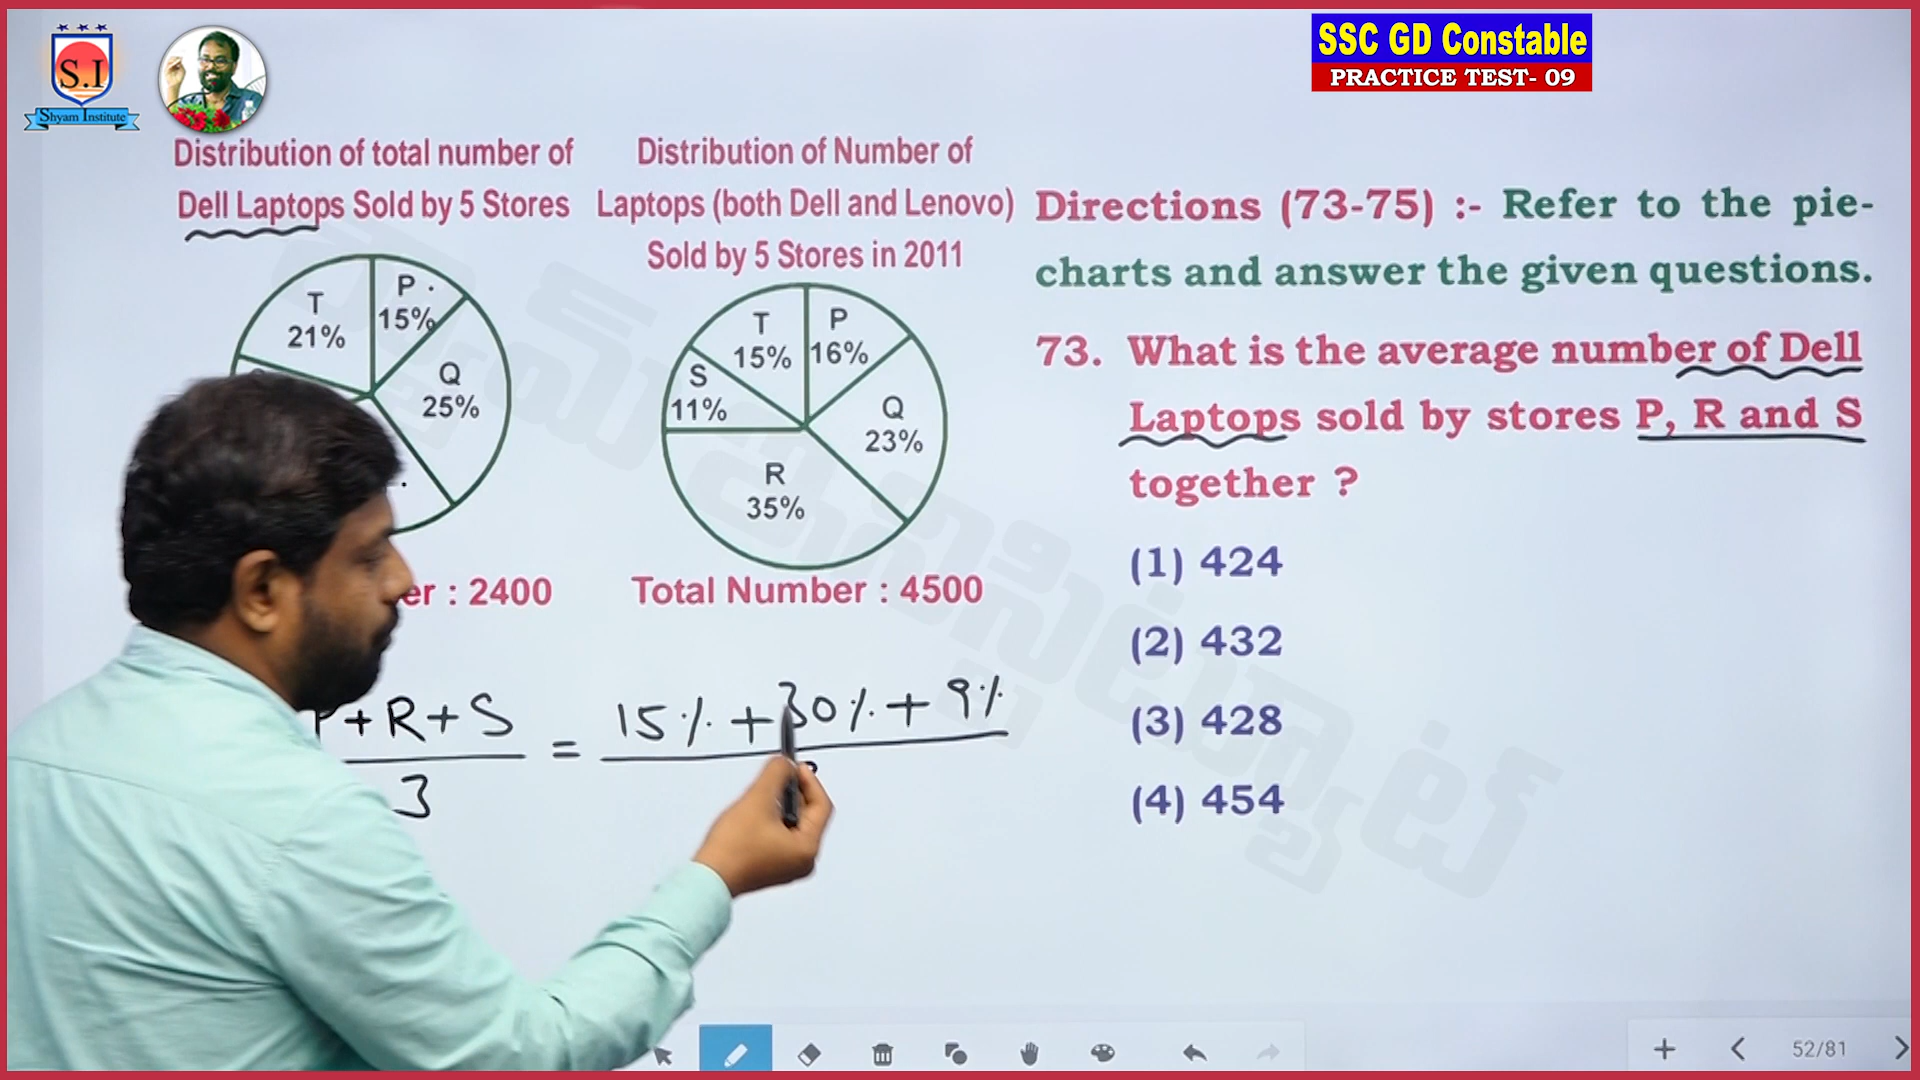 S.I
Shyam Institute
SSC GD Constable
PRACTICE TEST- 09
Distribution of total number of
Dell Laptops Sold by 5 Stores
T
21%
P
15%
Q
25%
er : 2400
Distribution of Number of
Laptops (both Dell and Lenovo)
Sold by 5 Stores in 2011
T
15%
P
16%
S
11%
Q
23%
R
35%
Total Number : 4500
P+R+S
3
= 15% + 30% + 9%
Directions (73-75) :- Refer to the pie-
charts and answer the given questions.
73. What is the average number of Dell
Laptops sold by stores P, R and S
together ?
(1) 424
(2) 432
(3) 428
(4) 454
52/81